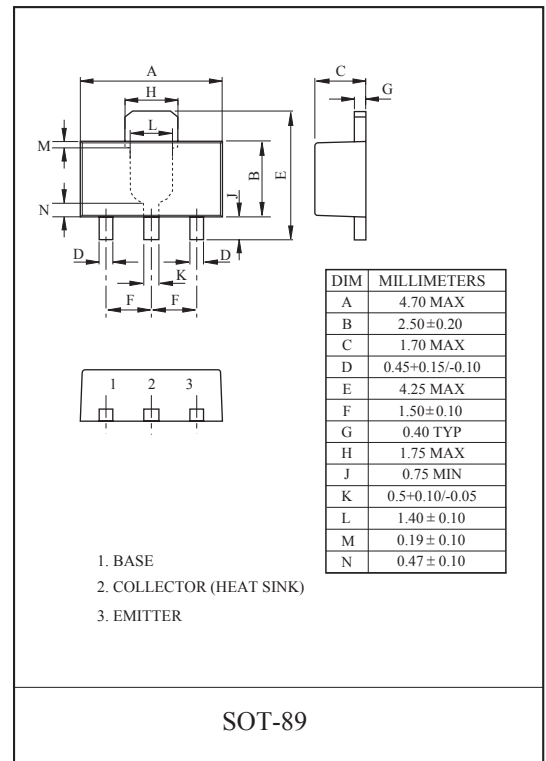 A
H
L
M
N
B
E
J
D
D
K
F
F
C
G
DIM MILLIMETERS
A 4.70 MAX
B 2.50±0.20
C 1.70 MAX
D 0.45+0.15/-0.10
E 4.25 MAX
F 1.50±0.10
G 0.40 TYP
H 1.75 MAX
J 0.75 MIN
K 0.5+0.10/-0.05
L 1.40 ± 0.10
M 0.19 ± 0.10
N 0.47 ± 0.10
1 2 3
1. BASE
2. COLLECTOR (HEAT SINK)
3. EMITTER
SOT-89